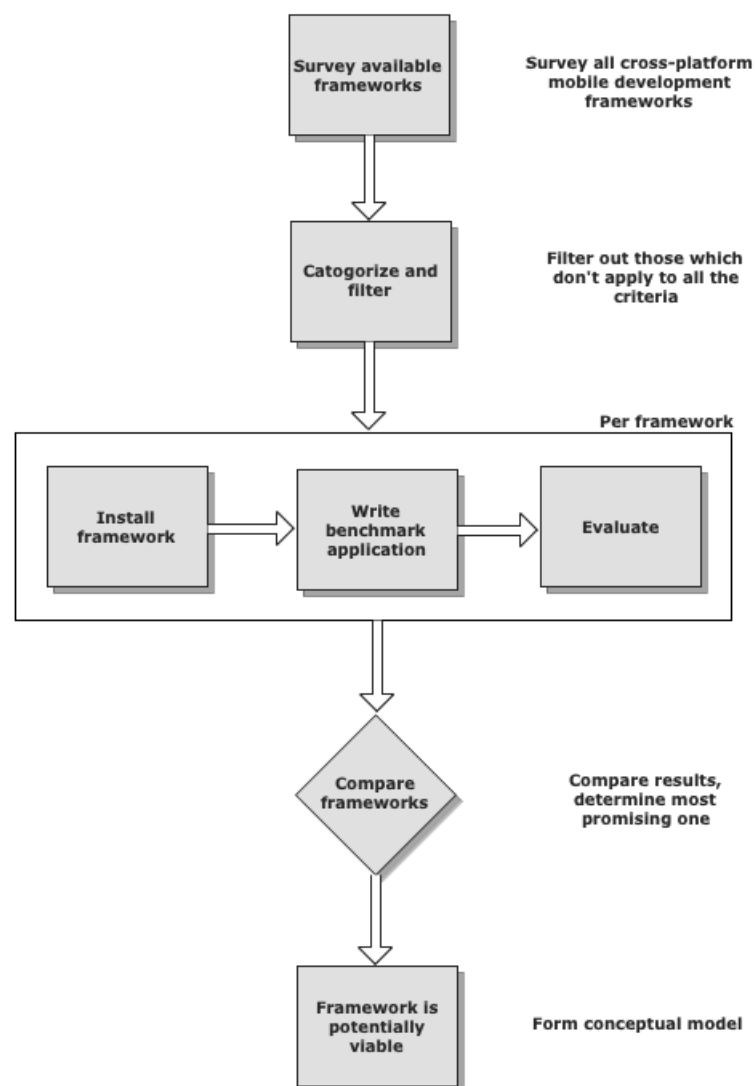 Survey available
frameworks
Survey all cross-platform
mobile development
frameworks
Catogorize and
filter
Filter out those which
don't apply to all the
criteria
Per framework
Install
framework
Write
benchmark
application
Evaluate
Compare
frameworks
Compare results,
determine most
promising one
Framework is
potentially
viable
Form conceptual model